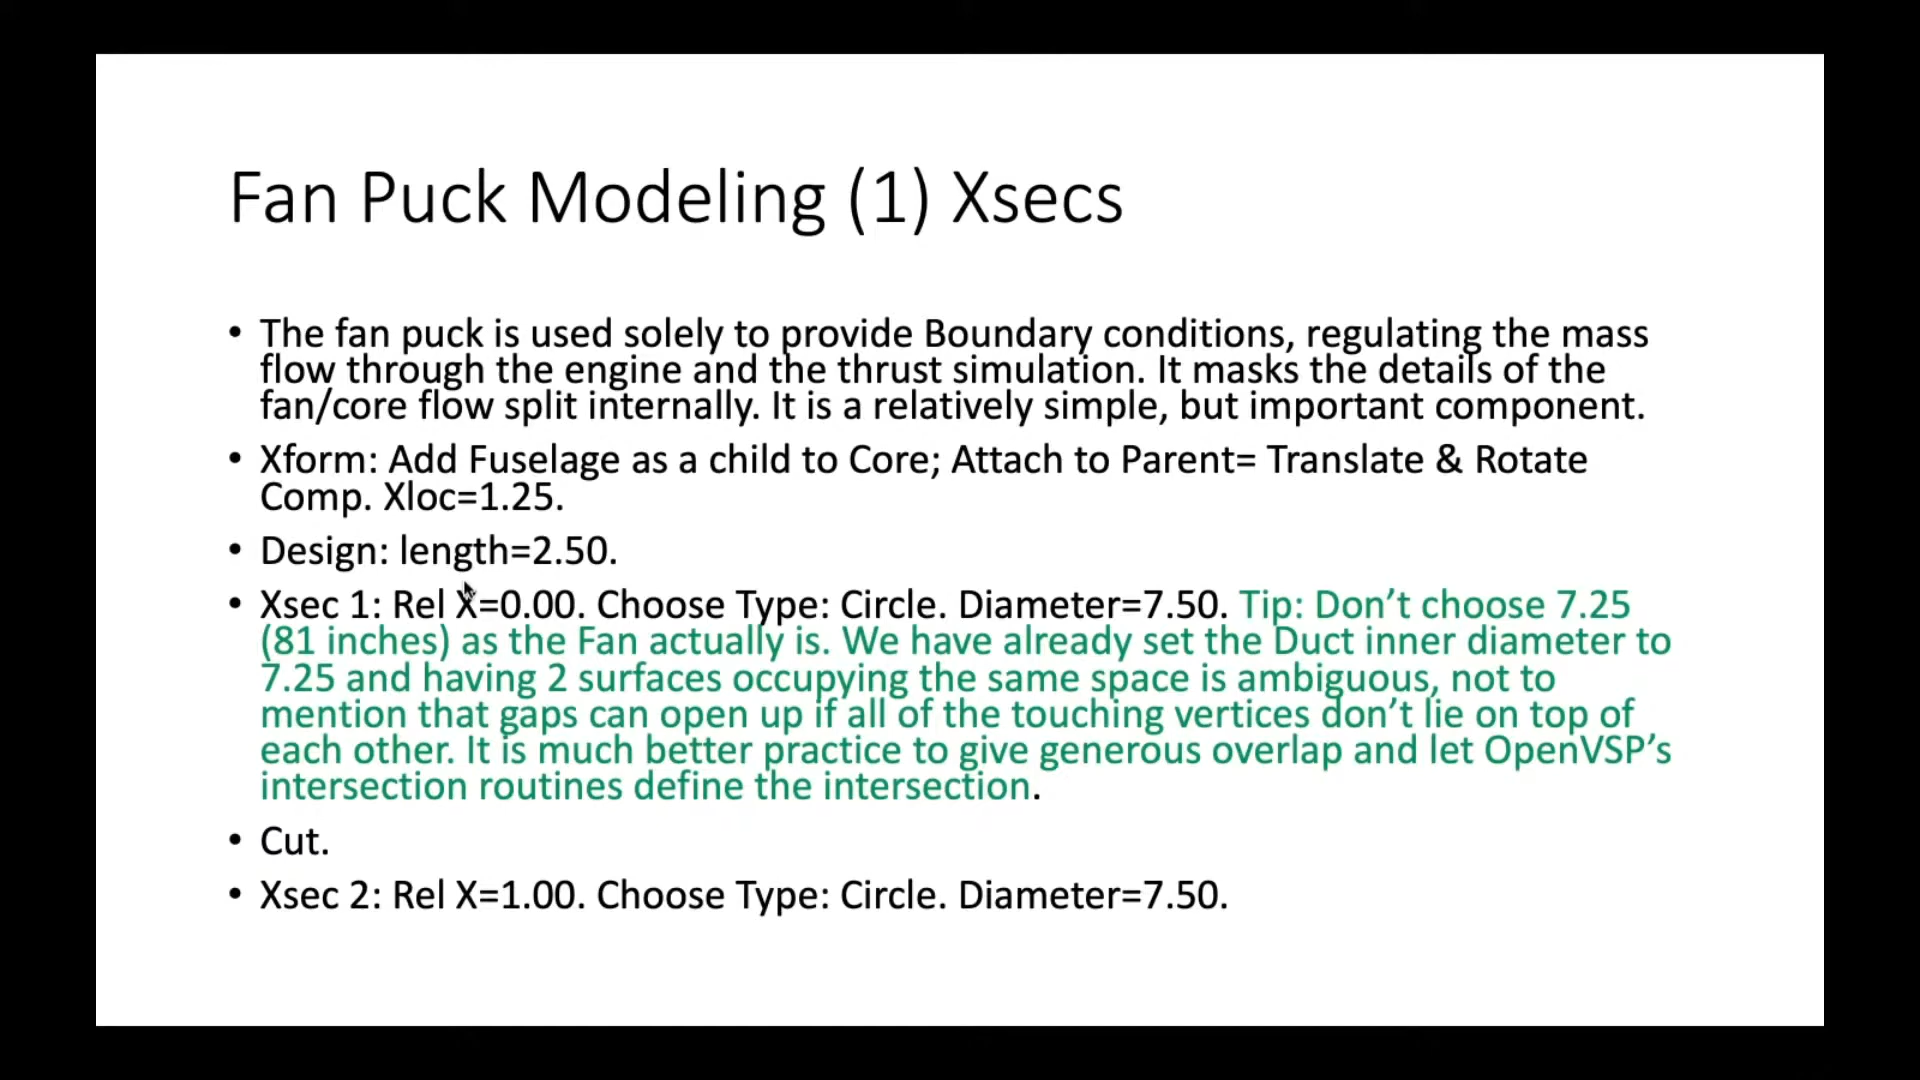 Fan Puck Modeling (1) Xsecs
• The fan puck is used solely to provide Boundary conditions, regulating the mass
flow through the engine and the thrust simulation. It masks the details of the
fan/core flow split internally. It is a relatively simple, but important component.
• Xform: Add Fuselage as a child to Core; Attach to Parent= Translate & Rotate
Comp. Xloc=1.25.
• Design: length=2.50.
• Xsec 1: Rel X=0.00. Choose Type: Circle. Diameter=7.50. Tip: Don’t choose 7.25
(81 inches) as the Fan actually is. We have already set the Duct inner diameter to
7.25 and having 2 surfaces occupying the same space is ambiguous, not to
mention that gaps can open up if all of the touching vertices don’t lie on top of
each other. It is much better practice to give generous overlap and let OpenVSP’s
intersection routines define the intersection.
• Cut.
• Xsec 2: Rel X=1.00. Choose Type: Circle. Diameter=7.50.